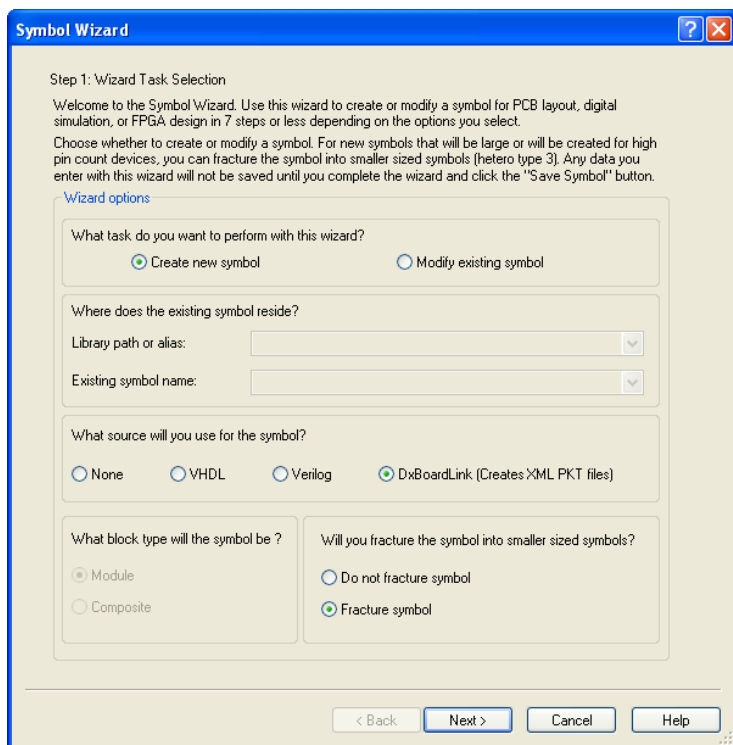 Symbol Wizard
Step 1: Wizard Task Selection
Welcome to the Symbol Wizard. Use this wizard to create or modify a symbol for PCB layout, digital
simulation, or FPGA design in 7 steps or less depending on the options you select.
Choose whether to create or modify a symbol. For new symbols that will be large or will be created for high
pin count devices, you can fracture the symbol into smaller sized symbols (hetero type 3). Any data you
enter with this wizard will not be saved until you complete the wizard and click the "Save Symbol" button.
Wizard options
What task do you want to perform with this wizard?
Create new symbol Modify existing symbol
Where does the existing symbol reside?
Library path or alias:
Existing symbol name:
What source will you use for the symbol?
None VHDL Verilog DxBoardLink (Creates XML PKT files)
What block type will the symbol be ?
Module
Composite
Will you fracture the symbol into smaller sized symbols?
Do not fracture symbol
Fracture symbol
< Back Next > Cancel Help